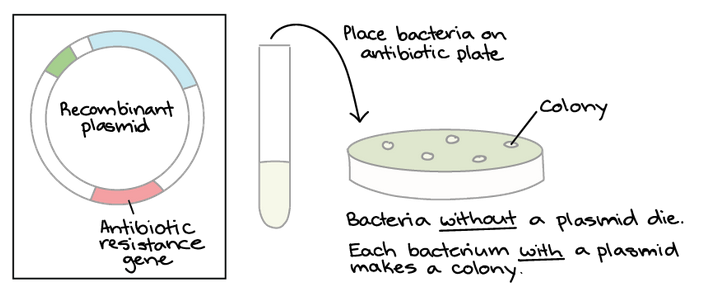 Recombinant
plasmid
Antibiotic
resistance
gene
Place bacteria on
antibiotic plate
Colony
Bacteria without a plasmid die.
Each bacterium with a plasmid
makes a colony.